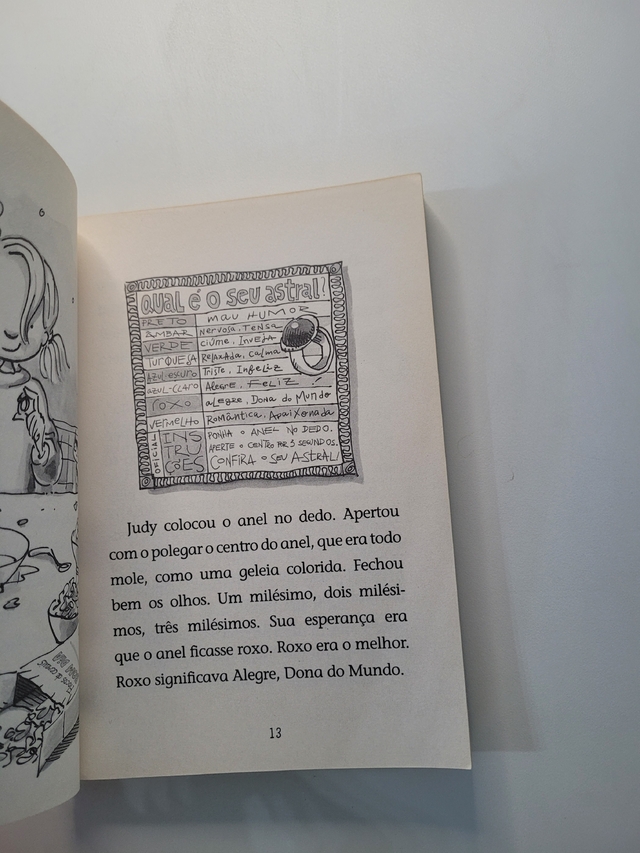 qual é o seu astral?
PRETO mau HUMOR
ÂMBAR nervosa, Tensa
VERDE ciúme, Inveja
TURQUESA Relaxada, calma
Azul-escuro Triste, Infeliz
azul-CLARO Alegre, Feliz!
ROXO alegre, Dona do Mundo
VERMELHO Romântica, Apaixonada
OFICIAL INSTRUÇÕES
PONHA o ANEL NO DEDO.
APERTE o CENTRO POR 3 SEGUNDOS.
CONFIRA o SEU ASTRAL!
Judy colocou o anel no dedo. Apertou
com o polegar o centro do anel, que era todo
mole, como uma geleia colorida. Fechou
bem os olhos. Um milésimo, dois milési-
mos, três milésimos. Sua esperança era
que o anel ficasse roxo. Roxo era o melhor.
Roxo significava Alegre, Dona do Mundo.
13